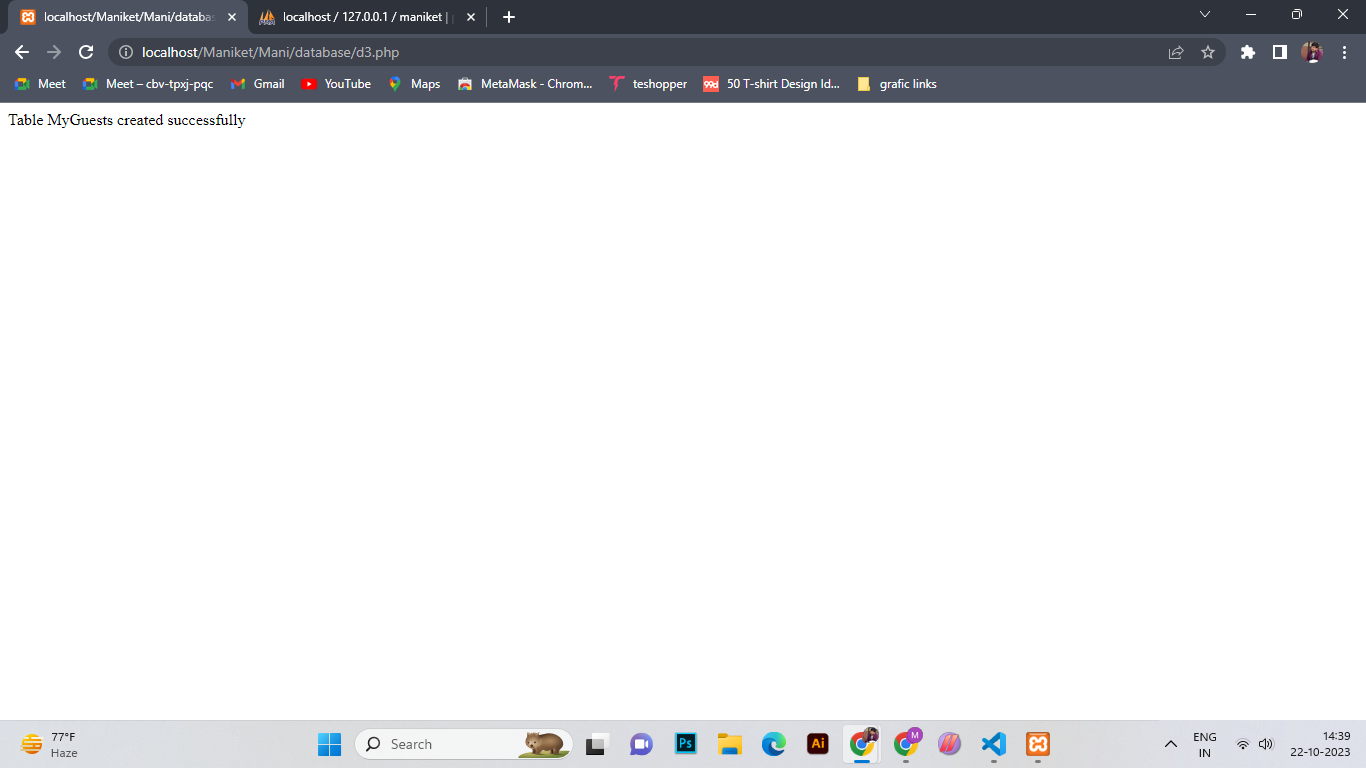 localhost/Maniket/Mani/databas
localhost / 127.0.0.1 / maniket |
localhost/Maniket/Mani/database/d3.php
Meet
Meet – cbv-tpxj-pqc
Gmail
YouTube
Maps
MetaMask - Chrom...
teshopper
99d
50 T-shirt Design Id...
grafic links
Table MyGuests created successfully
77°F
Haze
Search
Ps
Ai
M
ENG
IN
14:39
22-10-2023